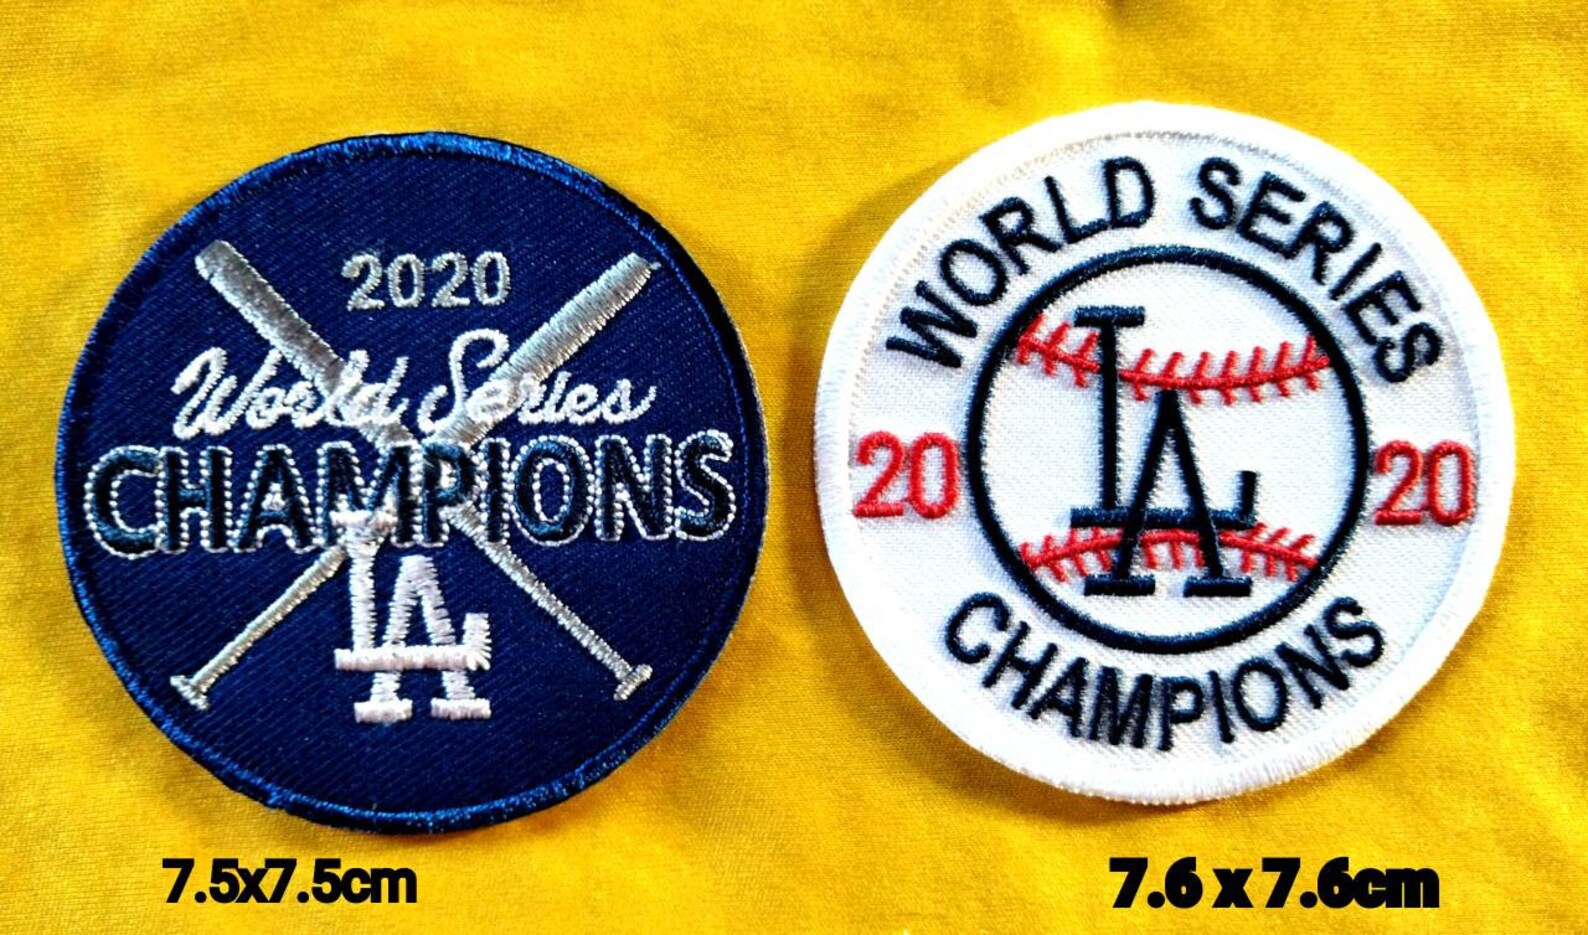 2020
World Series
CHAMPIONS
LA
7.5x7.5cm
WORLD SERIES
20 20
LA
CHAMPIONS
7.6 x 7.6cm